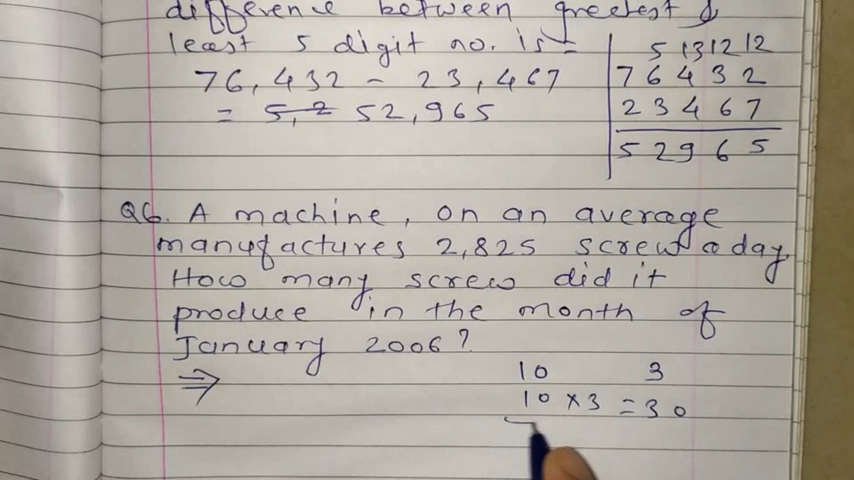 difference between greatest &
least 5 digit no. is =
76,432 - 23,467
= 5,2 52,965
5 13 12 12
7 6 4 3 2
2 3 4 6 7
5 2 9 6 5
Q6. A machine, on an average
manufactures 2,825 screw a day
How many screw did it
produce in the month of
January 2006?
⇒ 10 3
10 × 3 = 30